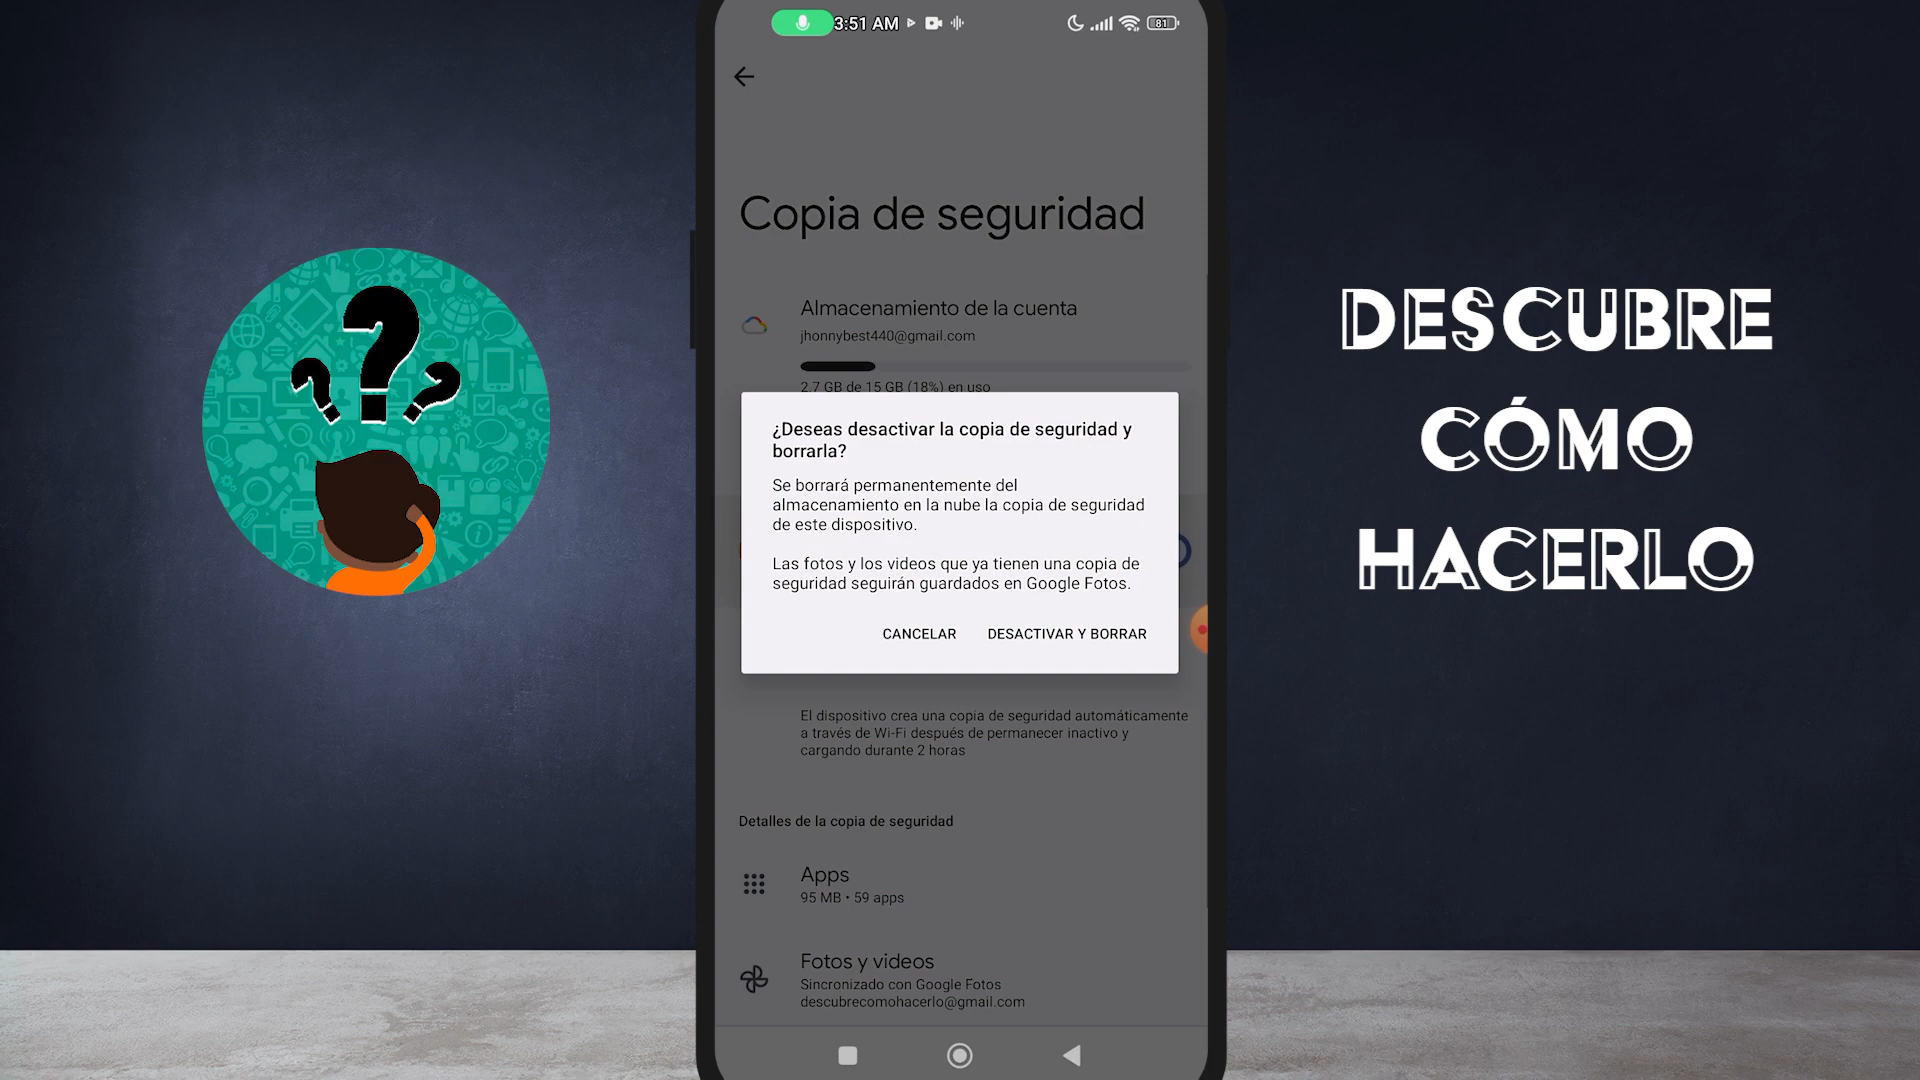 3:51 AM
81
Copia de seguridad
Almacenamiento de la cuenta
jhonnybest440@gmail.com
2.7 GB de 15 GB (18%) en uso
¿Deseas desactivar la copia de seguridad y
borrarla?
Se borrará permanentemente del
almacenamiento en la nube la copia de seguridad
de este dispositivo.
Las fotos y los videos que ya tienen una copia de
seguridad seguirán guardados en Google Fotos.
CANCELAR DESACTIVAR Y BORRAR
El dispositivo crea una copia de seguridad automáticamente
a través de Wi-Fi después de permanecer inactivo y
cargando durante 2 horas
Detalles de la copia de seguridad
Apps
95 MB • 59 apps
Fotos y videos
Sincronizado con Google Fotos
descubrecomohacerlo@gmail.com
DESCUBRE
CÓMO
HACERLO